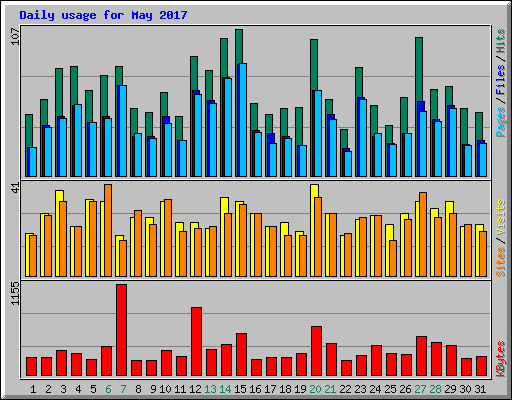 Daily usage for May 2017
107
Pages / Files / Hits
41
Sites / Visits
1155
KBytes
1 2 3 4 5 6 7 8 9 10 11 12 13 14 15 16 17 18 19 20 21 22 23 24 25 26 27 28 29 30 31